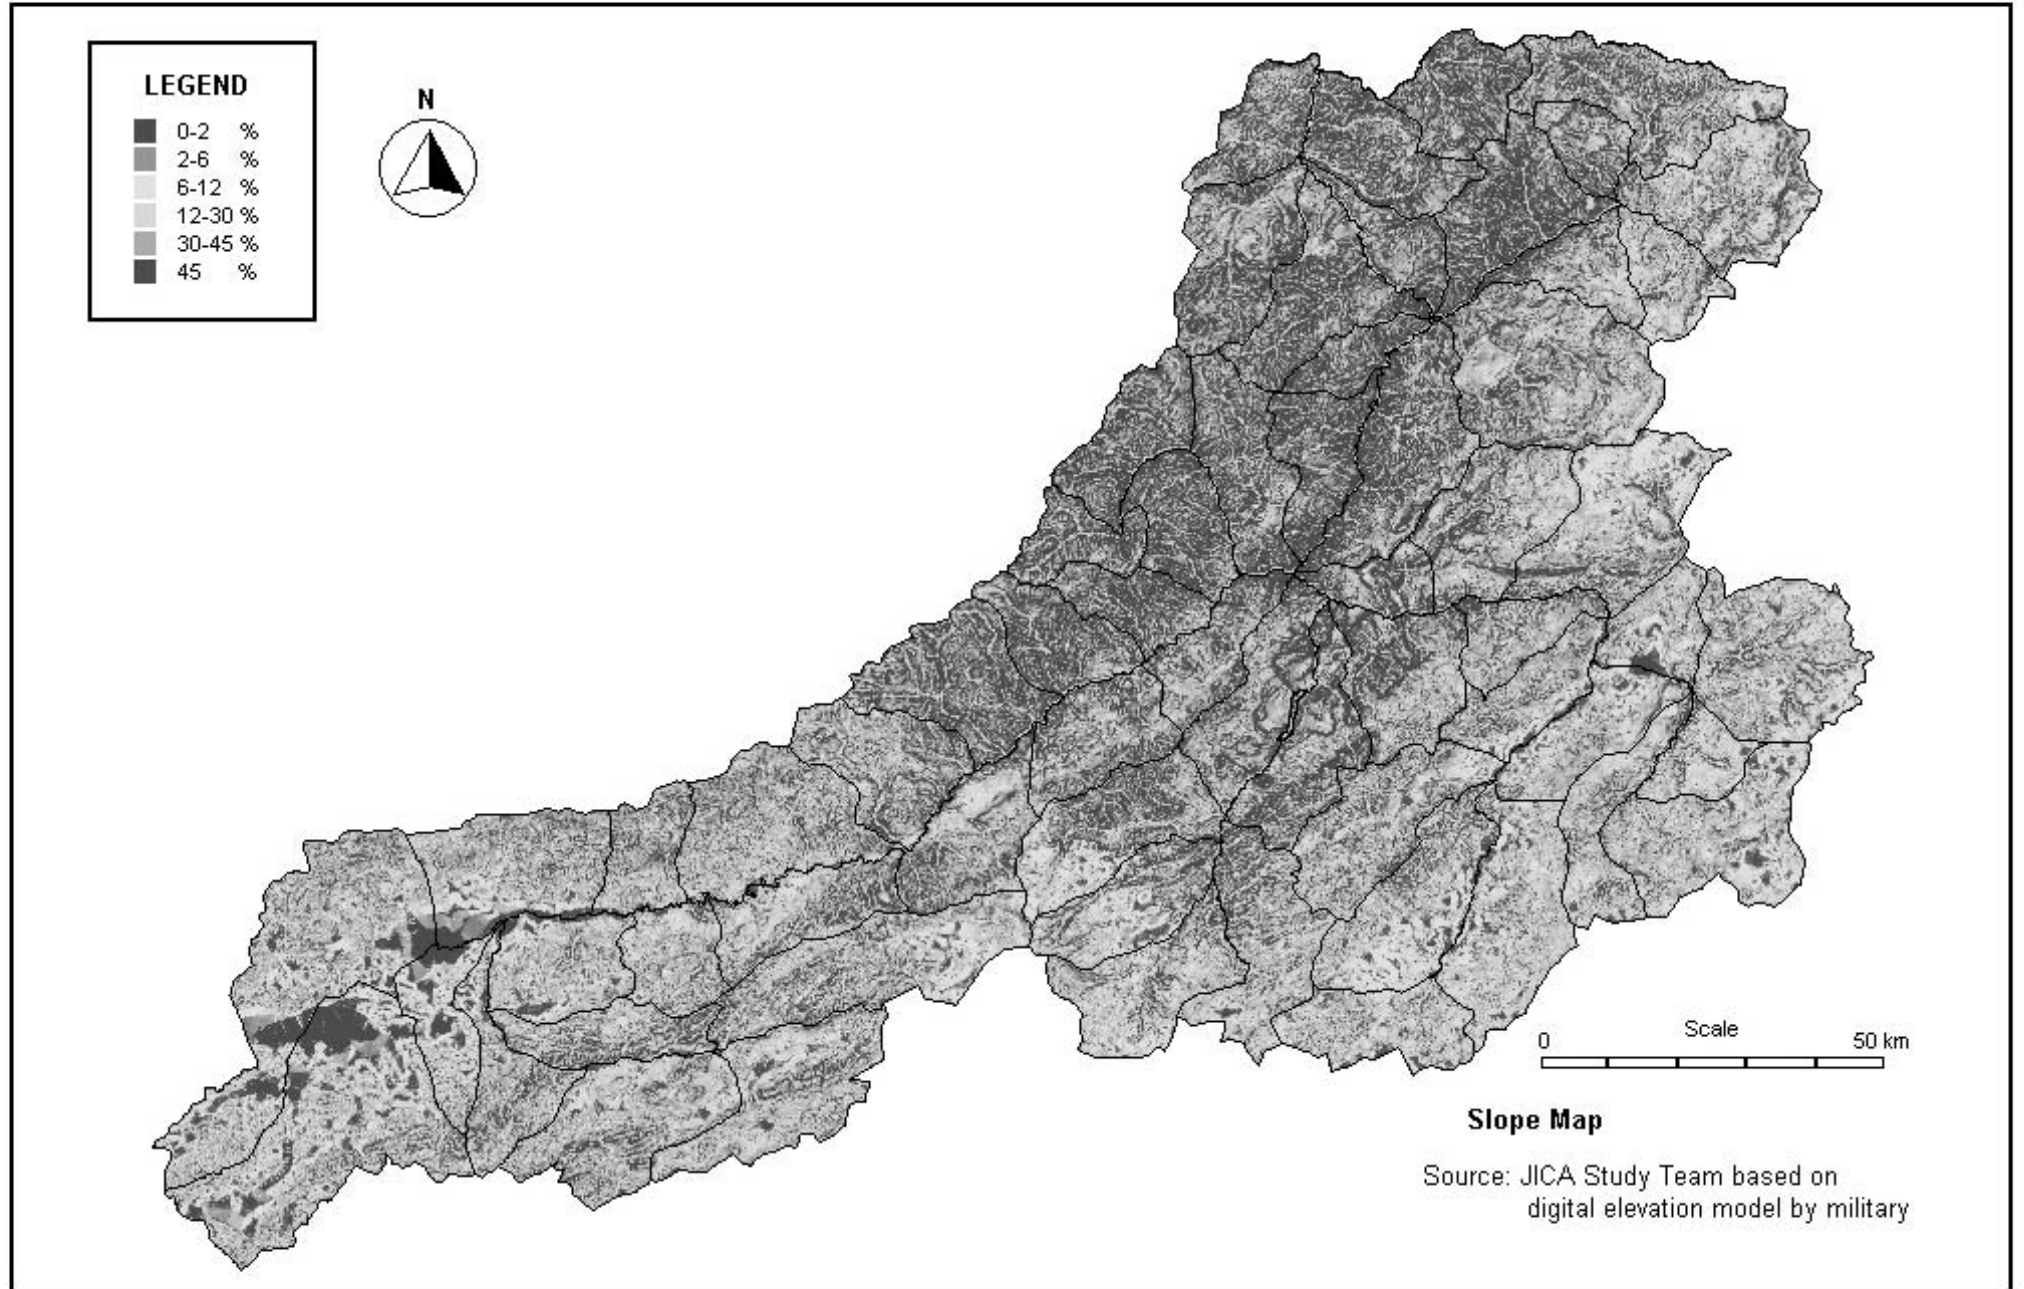 LEGEND
0-2 %
2-6 %
6-12 %
12-30 %
30-45 %
45 %
N
Scale
0 50 km
Slope Map
Source: JICA Study Team based on
digital elevation model by military